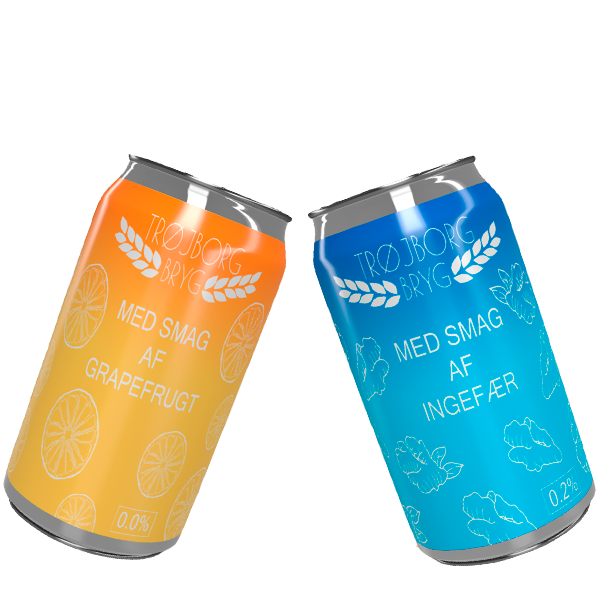 TRØJBORG
BRYG
MED SMAG
AF
GRAPEFRUGT
0.0%
TRØJBORG
BRYG
MED SMAG
AF
INGEFÆR
0.2%